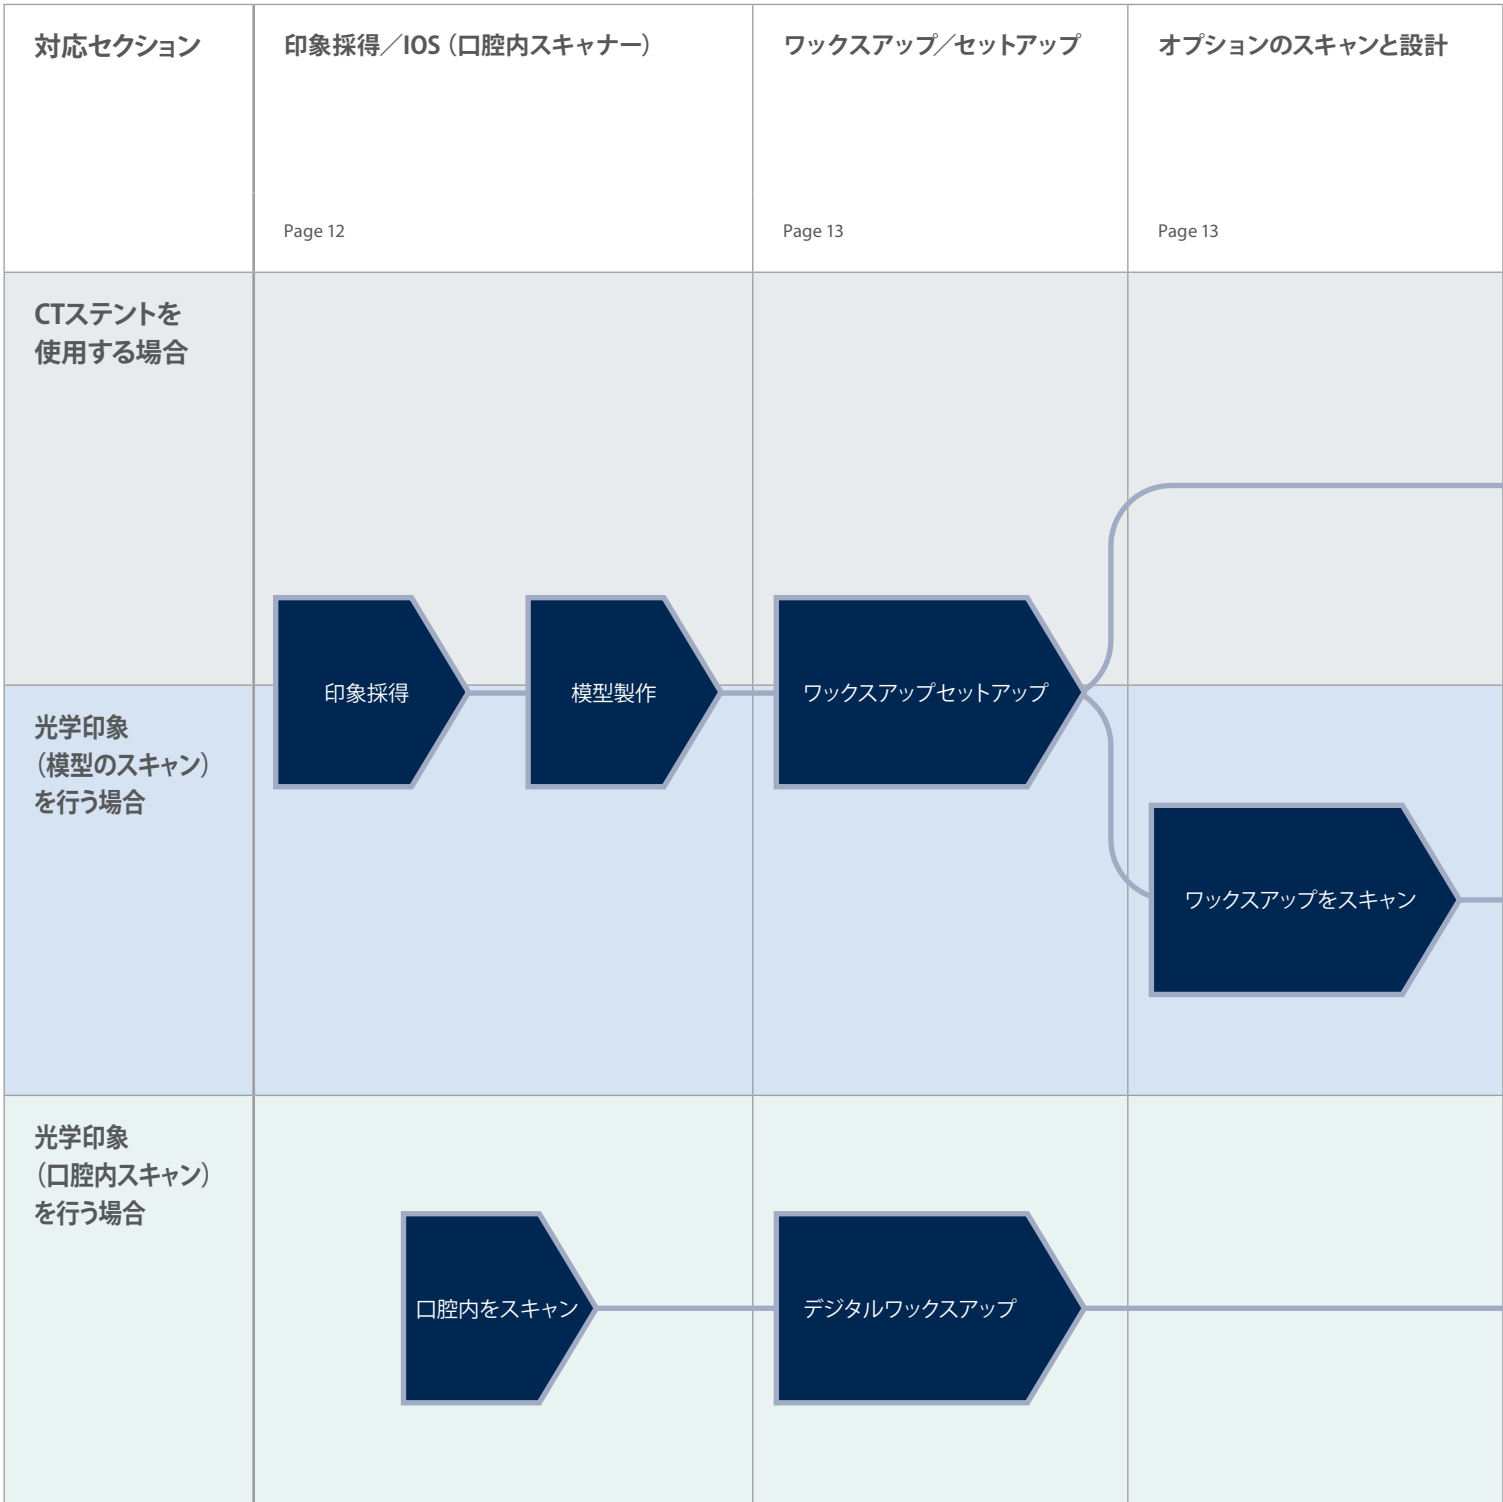 対応セクション
印象採得／IOS（口腔内スキャナー）
ワックスアップ／セットアップ
オプションのスキャンと設計
Page 12
Page 13
Page 13
CTステントを
使用する場合
印象採得
模型製作
ワックスアップセットアップ
光学印象
（模型のスキャン）
を行う場合
ワックスアップをスキャン
光学印象
（口腔内スキャン）
を行う場合
口腔内をスキャン
デジタルワックスアップ